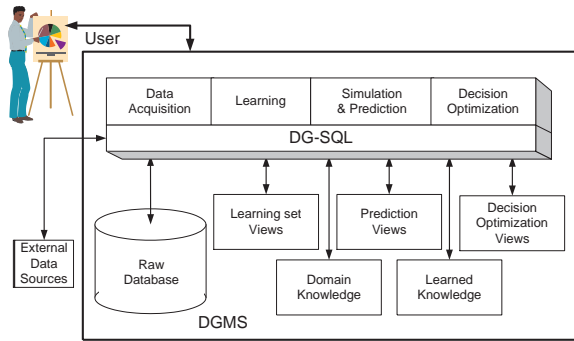 User
Data
Acquisition
Learning
Simulation
& Prediction
Decision
Optimization
DG-SQL
Learning set
Views
Prediction
Views
Decision
Optimization
Views
External
Data
Sources
Raw
Database
Domain
Knowledge
Learned
Knowledge
DGMS